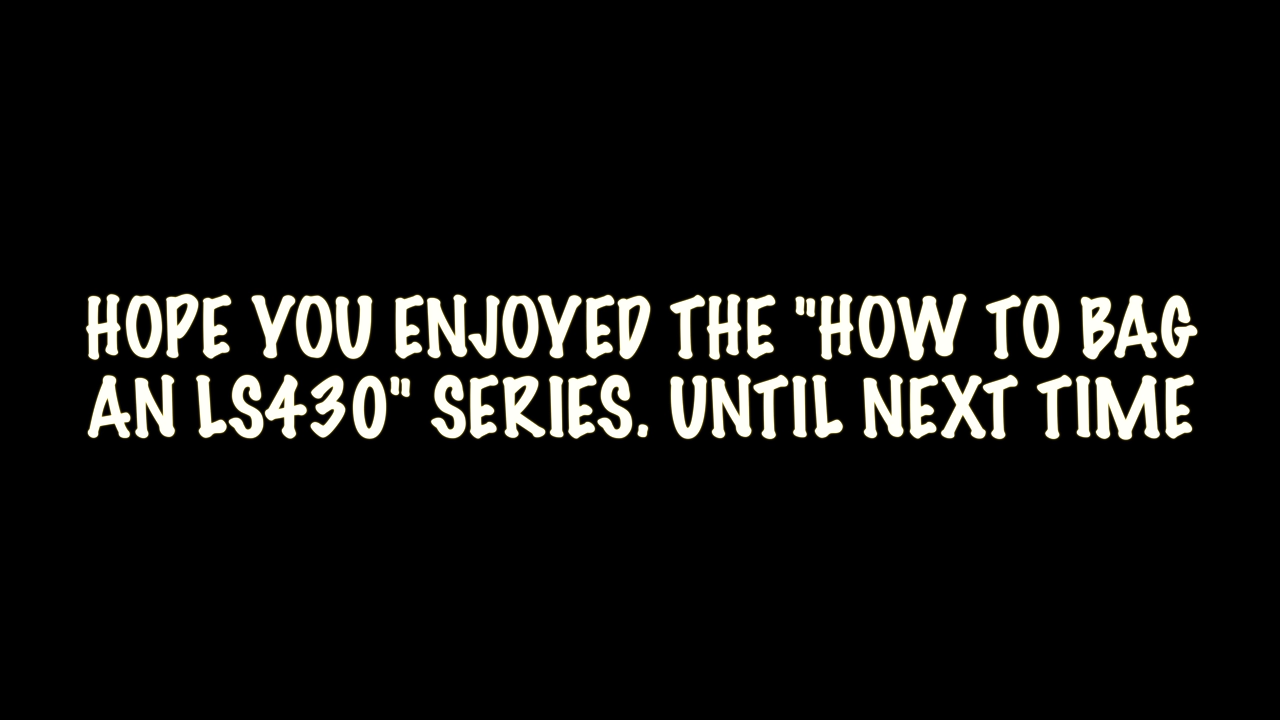 HOPE YOU ENJOYED THE "HOW TO BAG
AN LS430" SERIES. UNTIL NEXT TIME